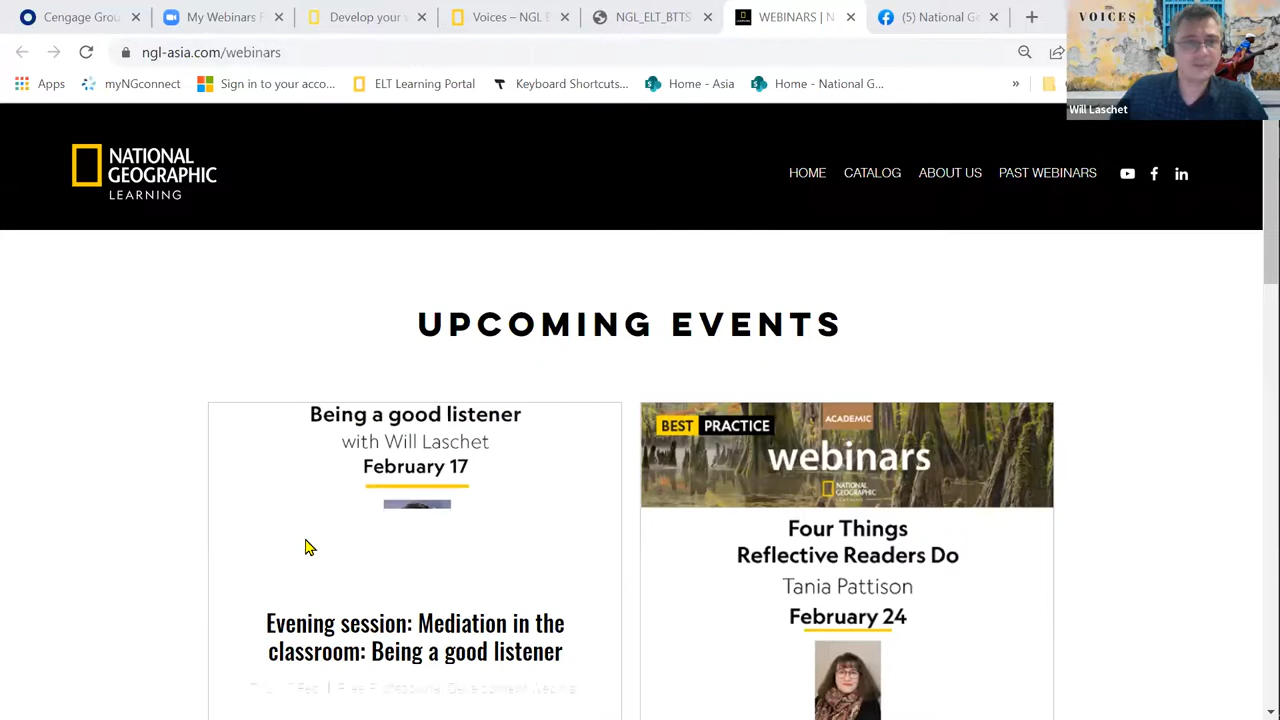 Engage Grou
My Webinars
Develop your
Voices – NGL E
NGL_ELT_BTTS
WEBINARS | N
(5) National Ge
VOICES
ngl-asia.com/webinars
Apps
myNGconnect
Sign in to your acco...
ELT Learning Portal
Keyboard Shortcuts...
Home - Asia
Home - National G...
»
Will Laschet
NATIONAL
GEOGRAPHIC
LEARNING
HOME
CATALOG
ABOUT US
PAST WEBINARS
UPCOMING EVENTS
Being a good listener
with Will Laschet
February 17
Evening session: Mediation in the
classroom: Being a good listener
BEST PRACTICE
ACADEMIC
webinars
NATIONAL
GEOGRAPHIC
LEARNING
Four Things
Reflective Readers Do
Tania Pattison
February 24